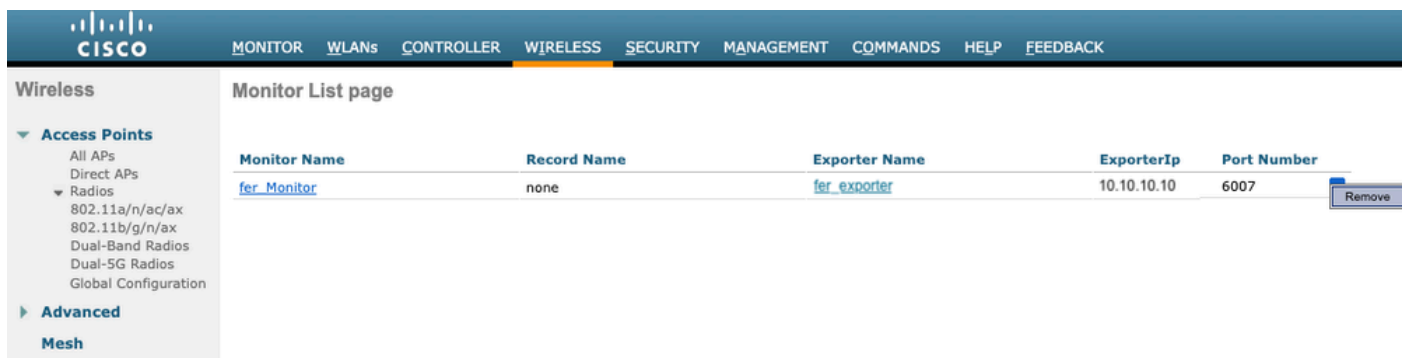 CISCO
MONITOR WLANs CONTROLLER WIRELESS SECURITY MANAGEMENT COMMANDS HELP FEEDBACK
Wireless
Access Points
All APs
Direct APs
Radios
802.11a/n/ac/ax
802.11b/g/n/ax
Dual-Band Radios
Dual-5G Radios
Global Configuration
Advanced
Mesh
Monitor List page
Monitor Name Record Name Exporter Name ExporterIp Port Number
fer_Monitor none fer_exporter 10.10.10.10 6007
Remove